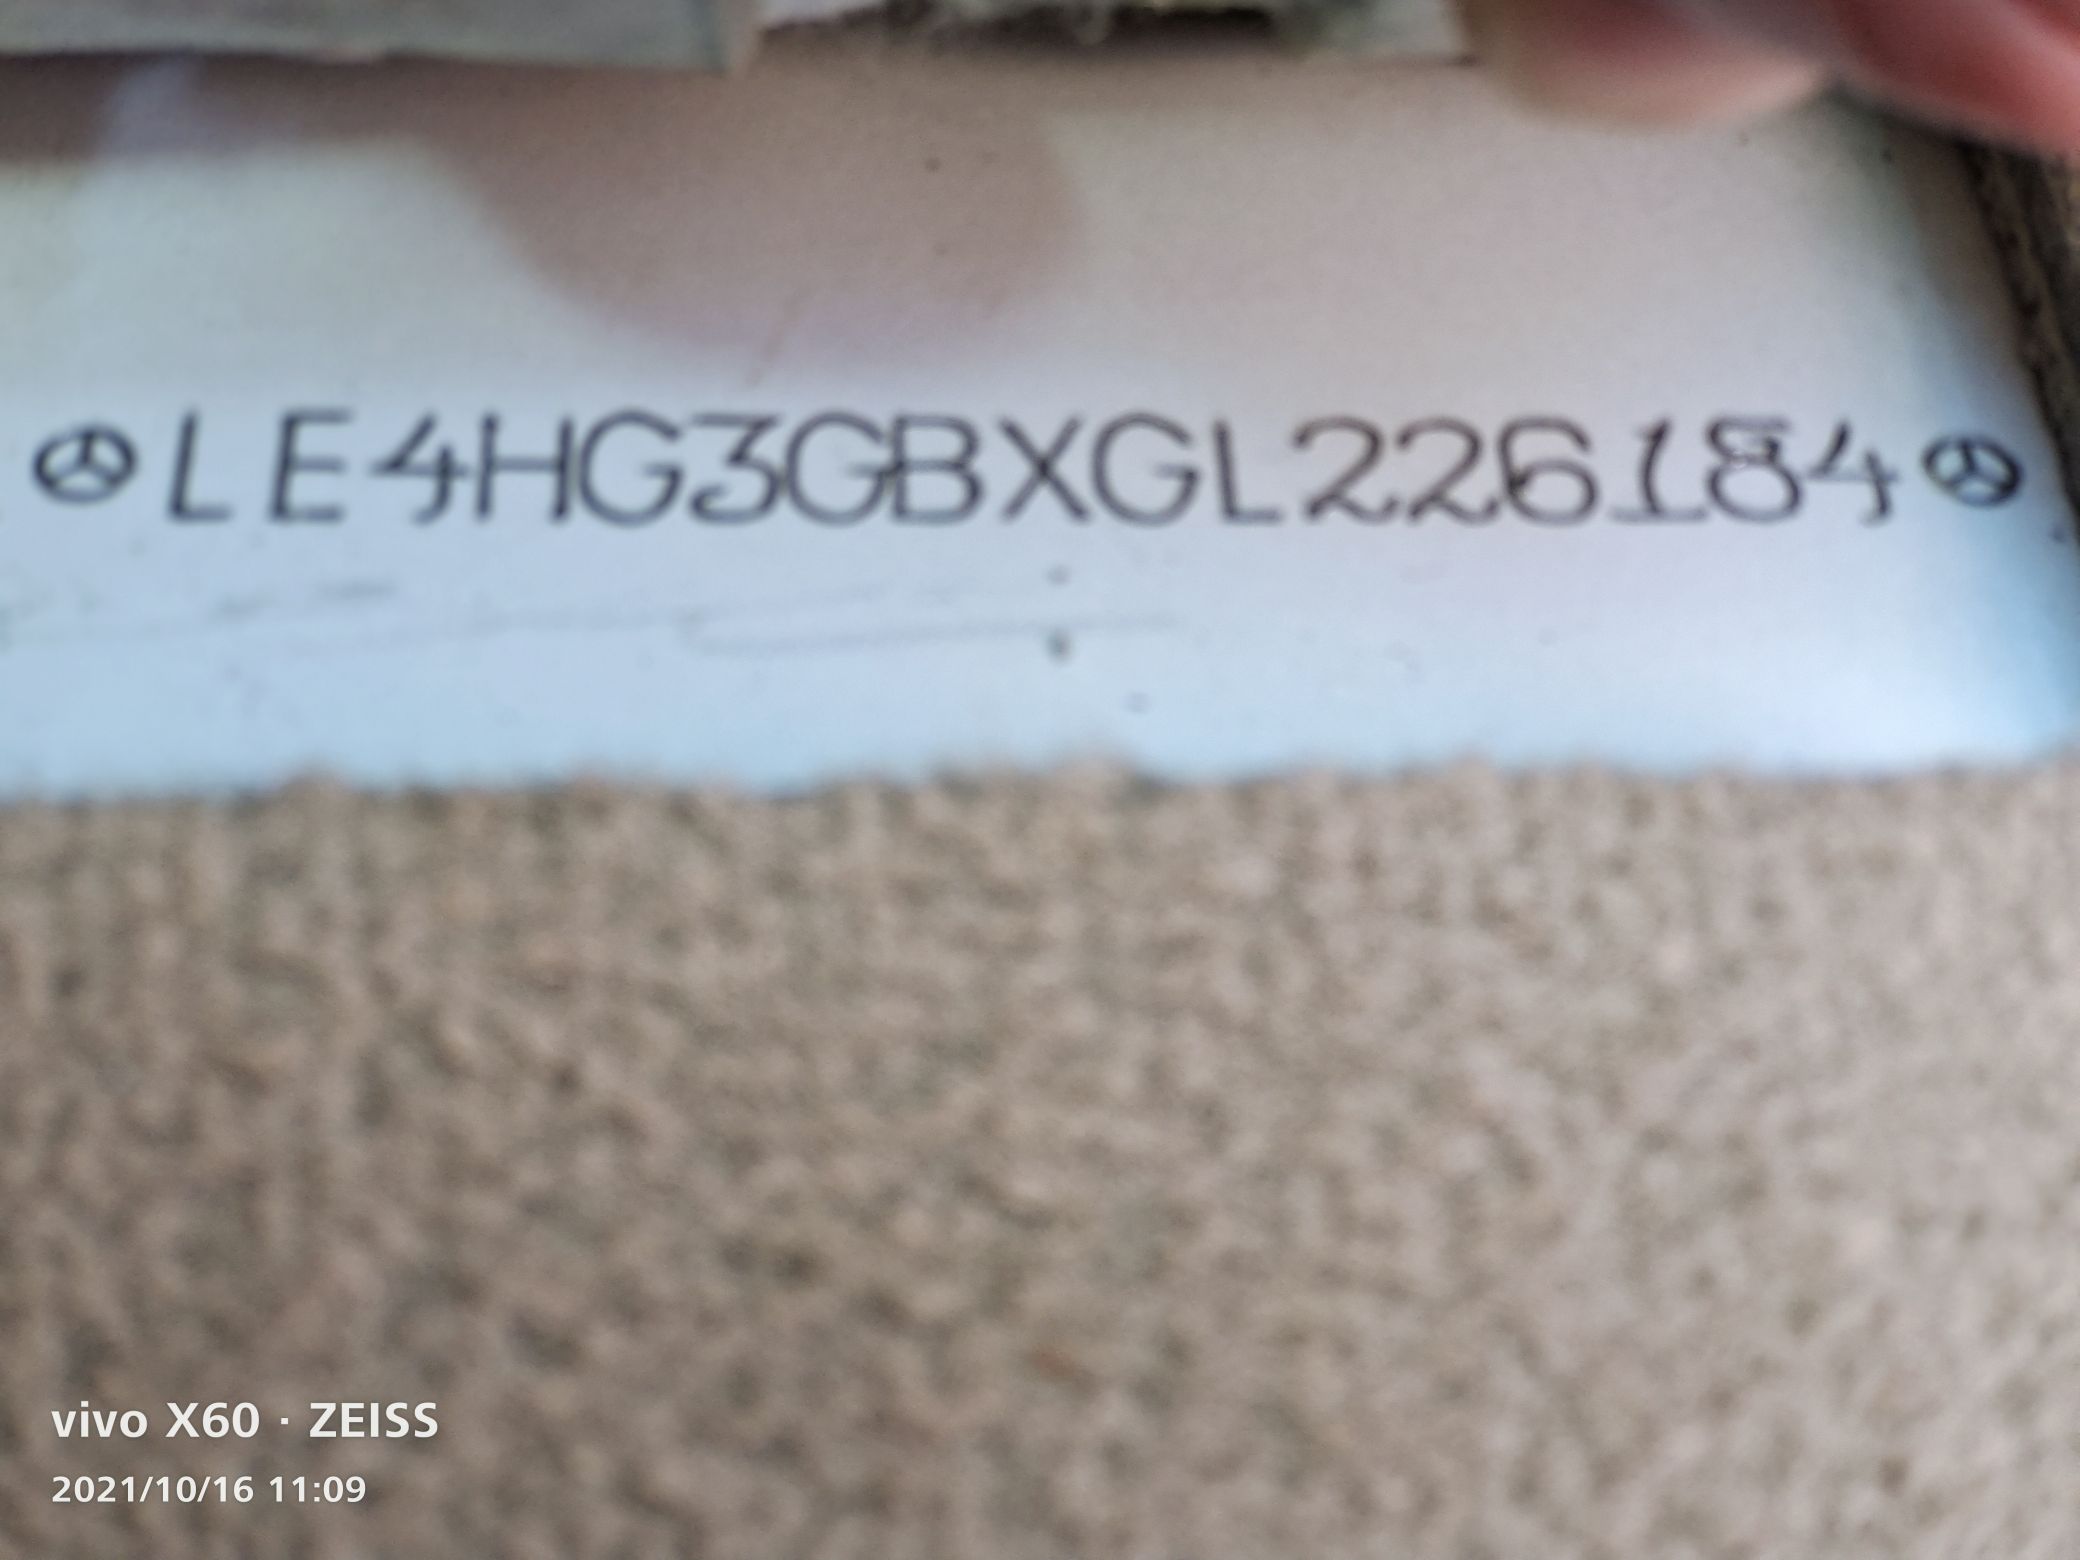 LE4HG3GBXGL226184
vivo X60 · ZEISS
2021/10/16 11:09